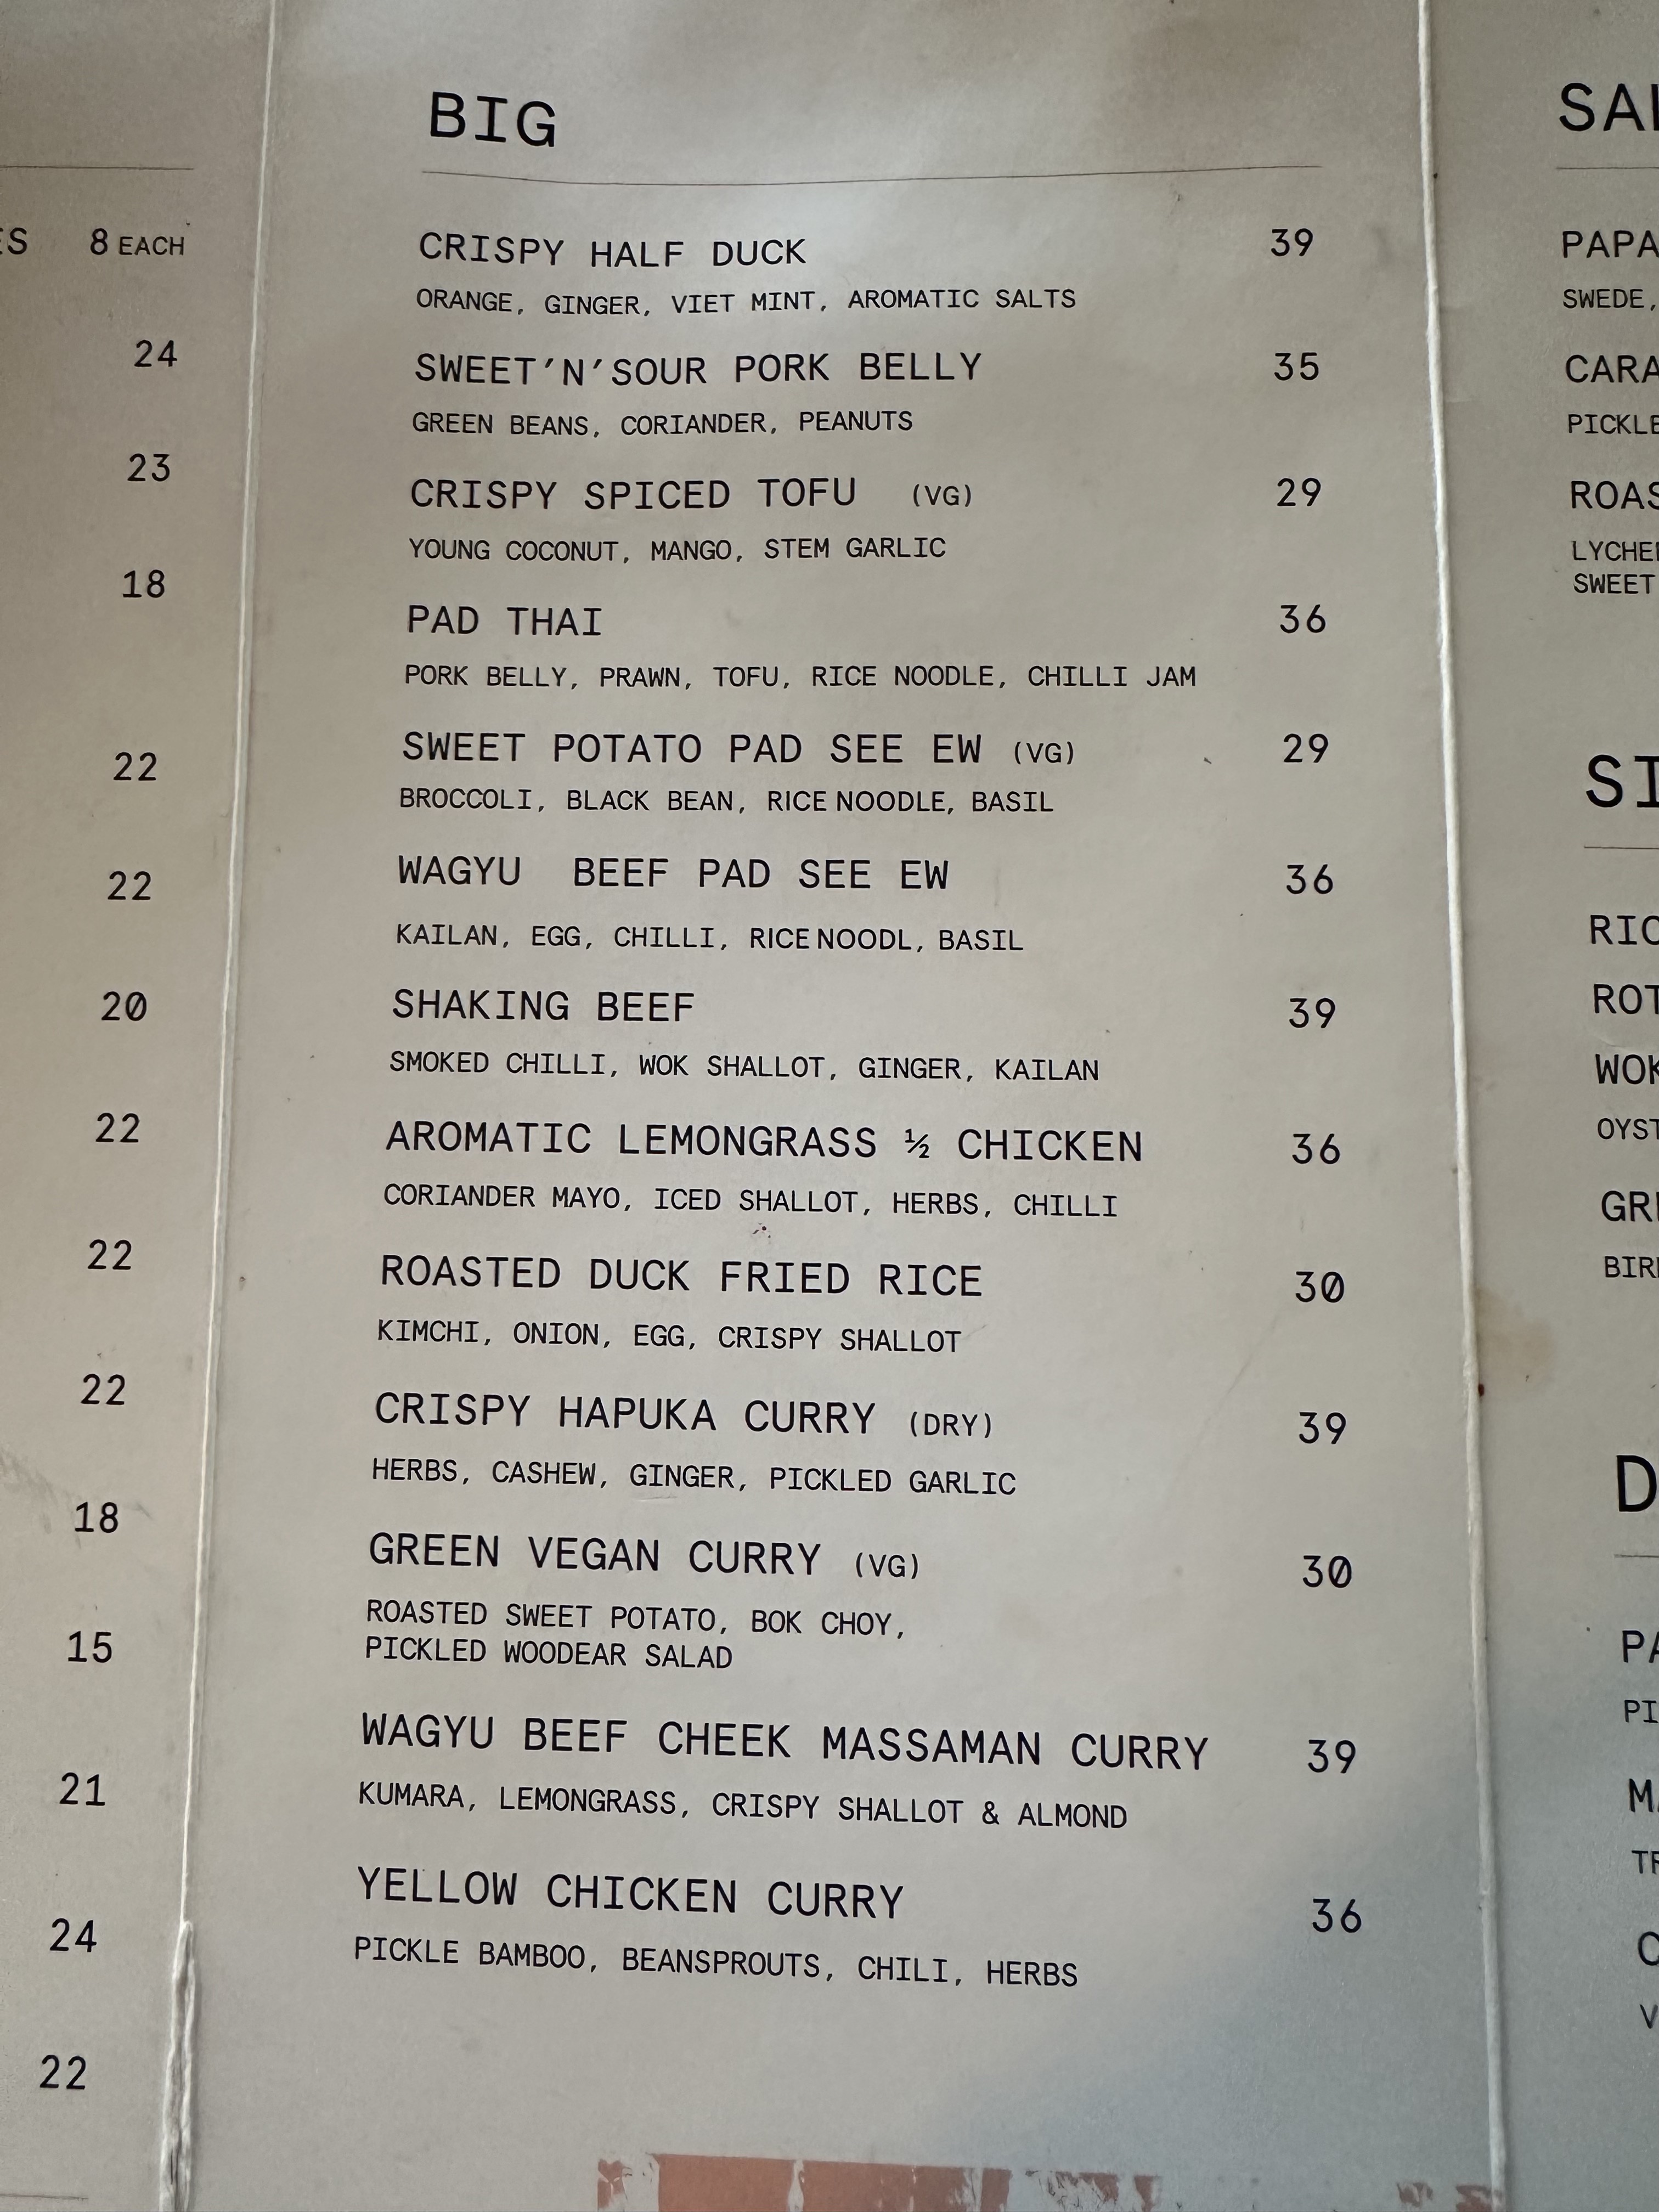 8 EACH
24
23
18
22
22
20
22
22
22
18
15
21
24
22
BIG
CRISPY HALF DUCK 39
ORANGE, GINGER, VIET MINT, AROMATIC SALTS
SWEET'N'SOUR PORK BELLY 35
GREEN BEANS, CORIANDER, PEANUTS
CRISPY SPICED TOFU (VG) 29
YOUNG COCONUT, MANGO, STEM GARLIC
PAD THAI 36
PORK BELLY, PRAWN, TOFU, RICE NOODLE, CHILLI JAM
SWEET POTATO PAD SEE EW (VG) 29
BROCCOLI, BLACK BEAN, RICE NOODLE, BASIL
WAGYU BEEF PAD SEE EW 36
KAILAN, EGG, CHILLI, RICE NOODL, BASIL
SHAKING BEEF 39
SMOKED CHILLI, WOK SHALLOT, GINGER, KAILAN
AROMATIC LEMONGRASS ½ CHICKEN 36
CORIANDER MAYO, ICED SHALLOT, HERBS, CHILLI
ROASTED DUCK FRIED RICE 30
KIMCHI, ONION, EGG, CRISPY SHALLOT
CRISPY HAPUKA CURRY (DRY) 39
HERBS, CASHEW, GINGER, PICKLED GARLIC
GREEN VEGAN CURRY (VG) 30
ROASTED SWEET POTATO, BOK CHOY,
PICKLED WOODEAR SALAD
WAGYU BEEF CHEEK MASSAMAN CURRY 39
KUMARA, LEMONGRASS, CRISPY SHALLOT & ALMOND
YELLOW CHICKEN CURRY 36
PICKLE BAMBOO, BEANSPROUTS, CHILI, HERBS
SWEDE,
SWEET